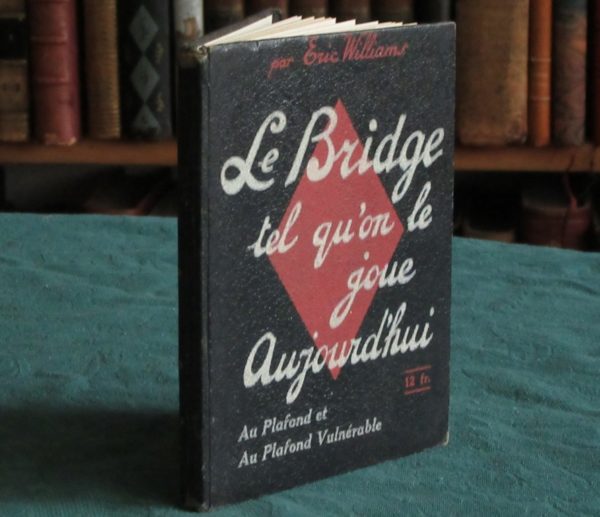 par Eric Williams
Le Bridge
tel qu'on le
joue
Aujourd'hui
12 fr.
Au Plafond et
Au Plafond Vulnérable